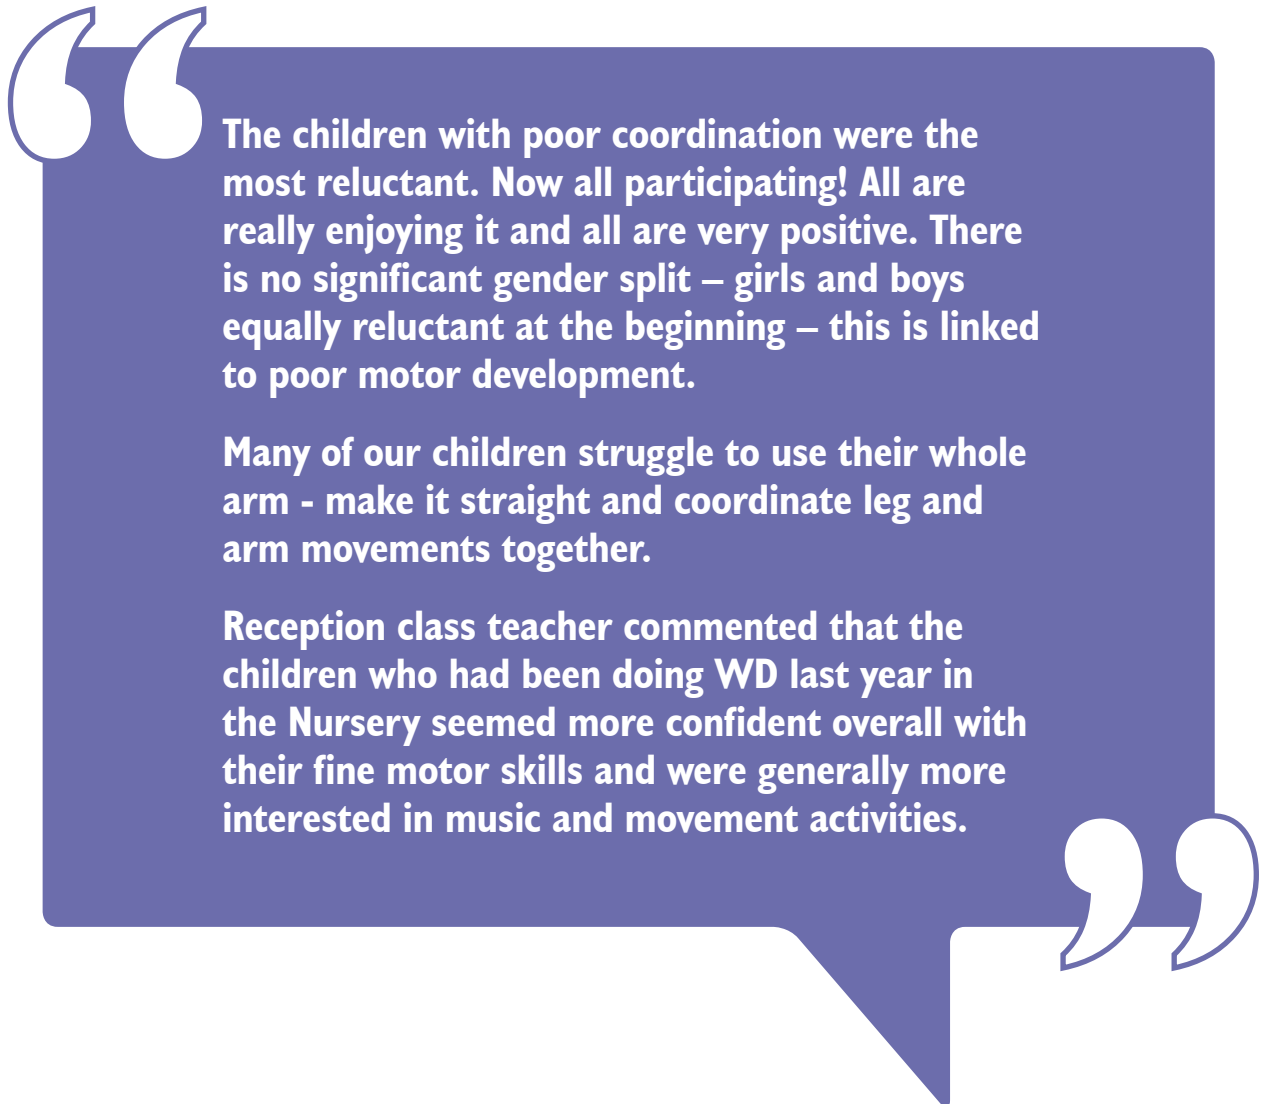 The children with poor coordination were the
most reluctant. Now all participating! All are
really enjoying it and all are very positive. There
is no significant gender split – girls and boys
equally reluctant at the beginning – this is linked
to poor motor development.
Many of our children struggle to use their whole
arm - make it straight and coordinate leg and
arm movements together.
Reception class teacher commented that the
children who had been doing WD last year in
the Nursery seemed more confident overall with
their fine motor skills and were generally more
interested in music and movement activities.